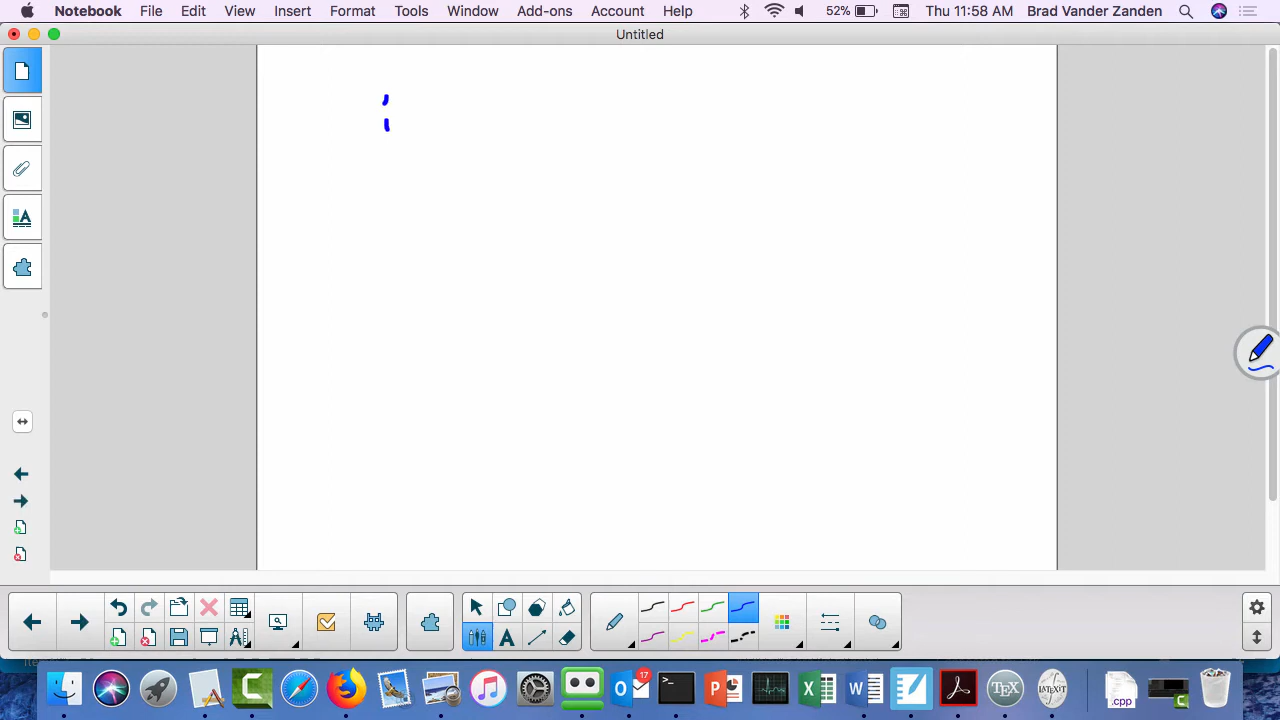 Notebook File Edit View Insert Format Tools Window Add-ons Account Help 52% Thu 11:58 AM Brad Vander Zanden
Untitled
17
.cpp